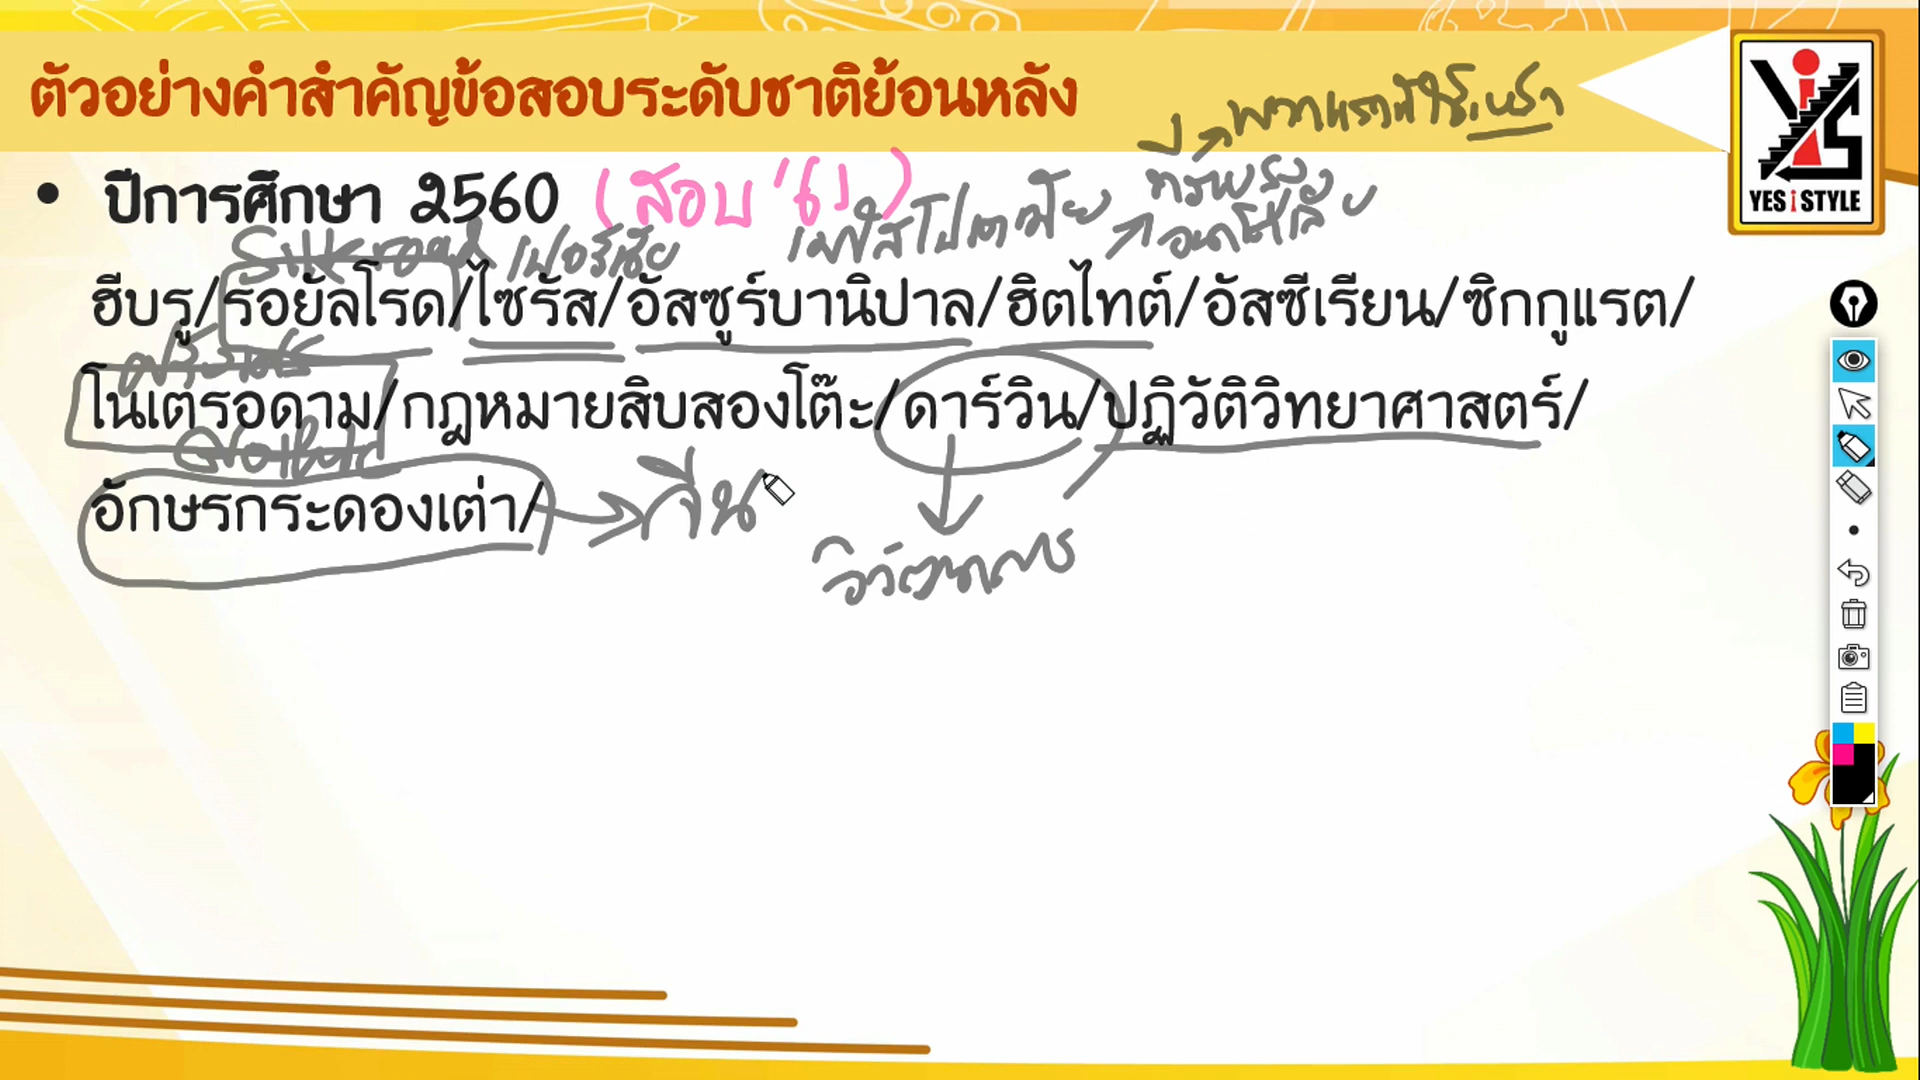 ตัวอย่างคำสำคัญข้อสอบระดับชาติย้อนหลัง
YES i STYLE
• ปีการศึกษา 2560 (สอบ '61)
Silk road เปอร์เซีย เมโสโปเตเมีย
ฮีบรู/รอยัลโรด/ไซรัส/อัสซูร์บานิปาล/ฮิตไทต์/อัสซีเรียน/ซิกกูแรต/
ฝรั่งเศส
โนเตรอดาม/กฎหมายสิบสองโต๊ะ/ดาร์วิน/ปฏิวัติวิทยาศาสตร์/
อักษรกระดองเต่า/ จีน
วิวัฒนาการ